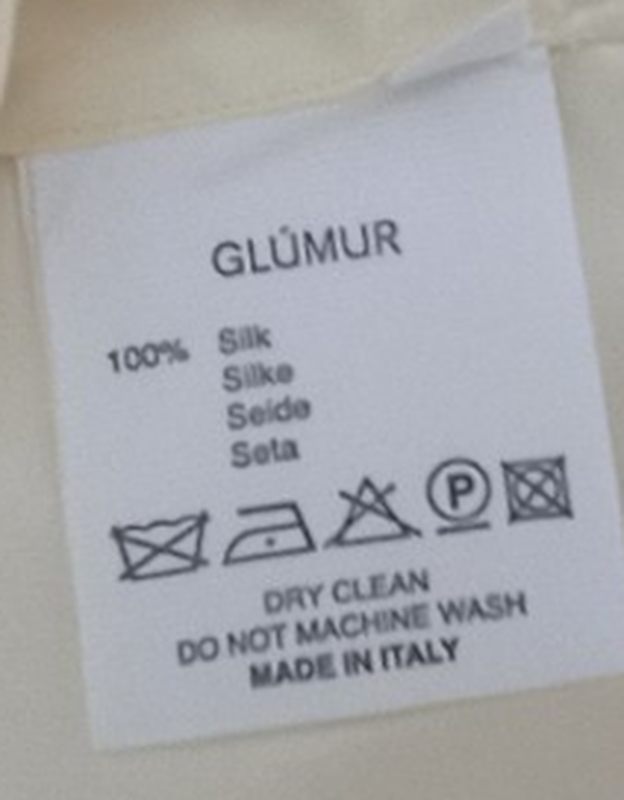 GLÚMUR
100% Silk
Silke
Seide
Seta
P
DRY CLEAN
DO NOT MACHINE WASH
MADE IN ITALY